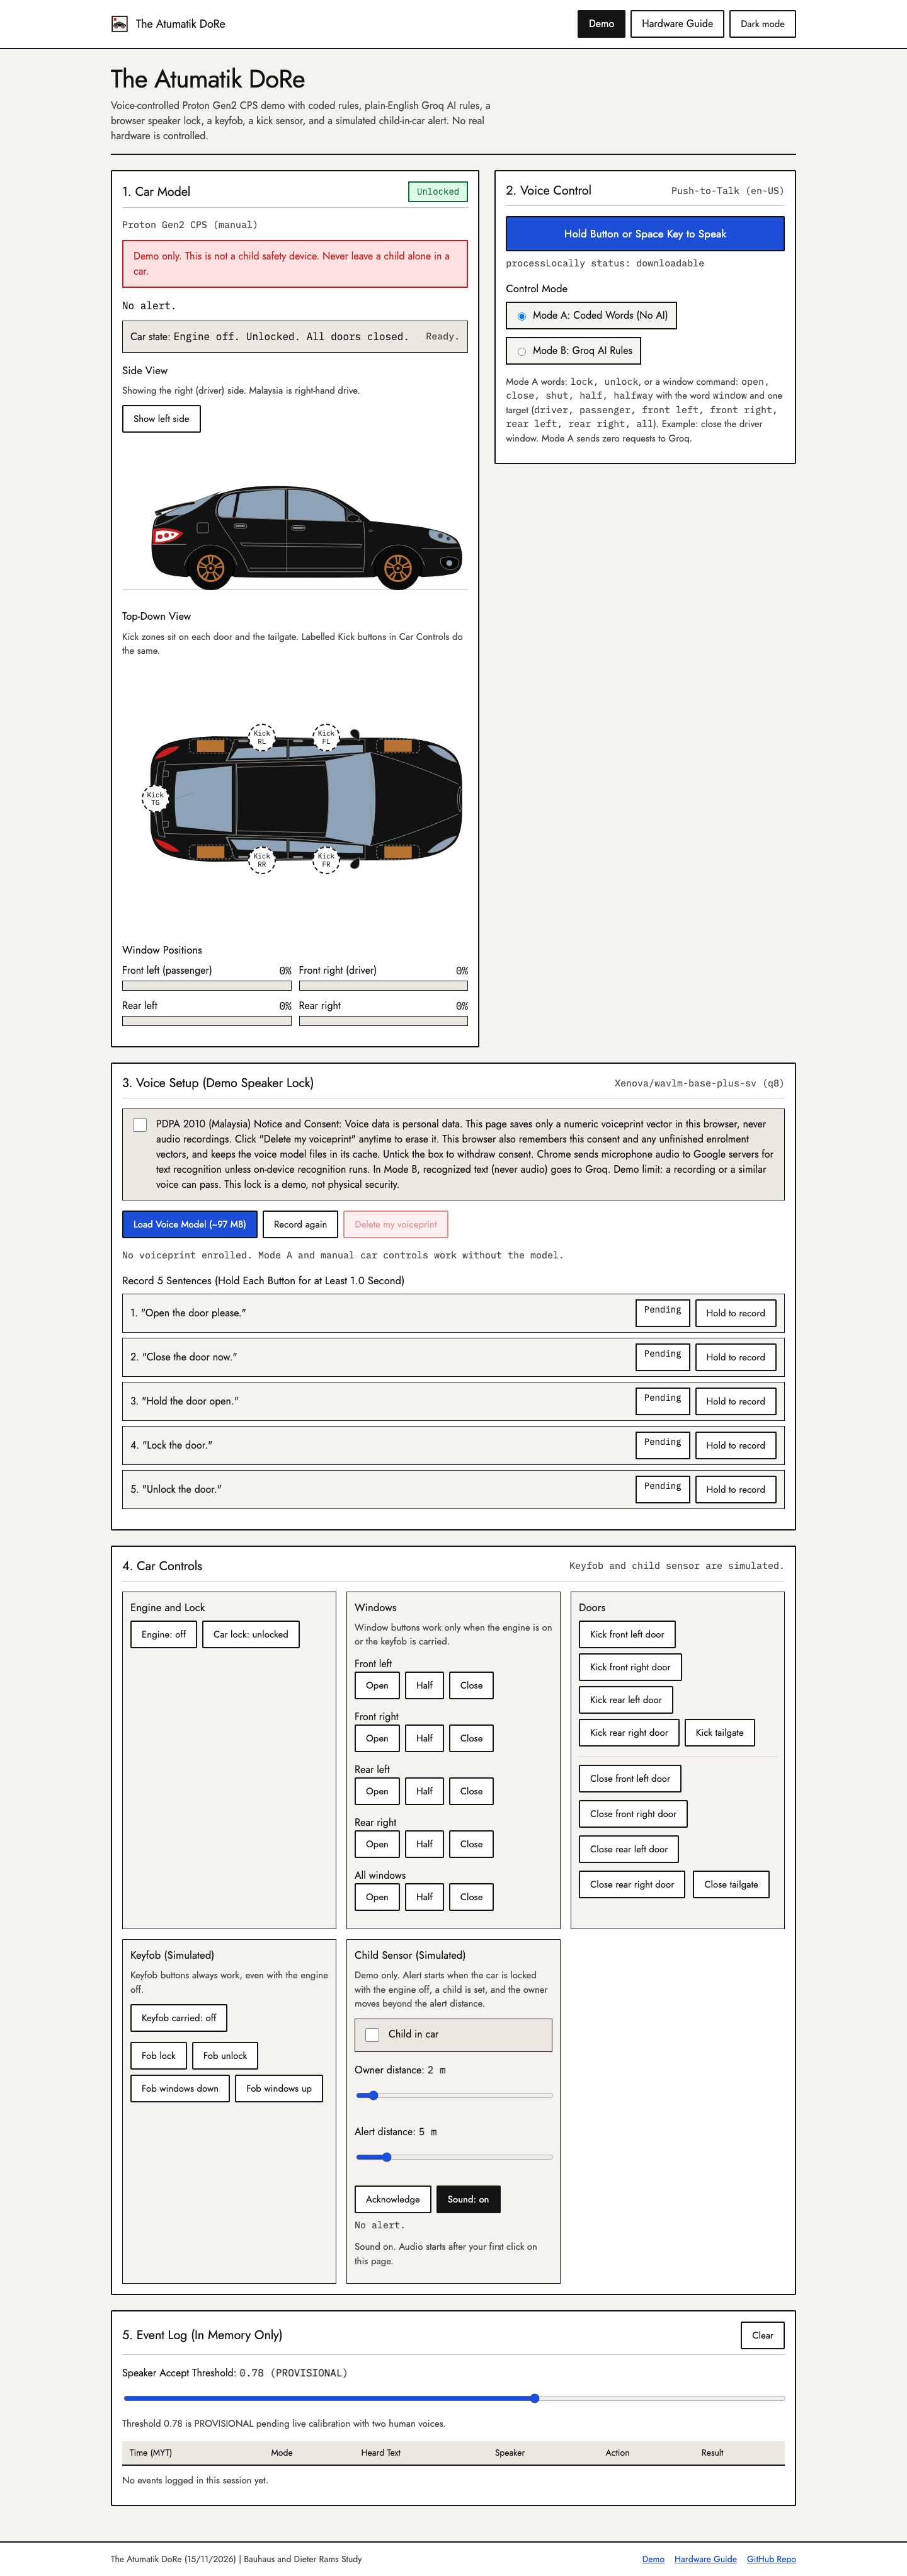 The Atumatik DoRe
Demo
Hardware Guide
Dark mode
The Atumatik DoRe
Voice-controlled Proton Gen2 CPS demo with coded rules, plain-English Groq AI rules, a
browser speaker lock, a keyfob, a kick sensor, and a simulated child-in-car alert. No real
hardware is controlled.
1. Car Model
Unlocked
Proton Gen2 CPS (manual)
Demo only. This is not a child safety device. Never leave a child alone in a
car.
No alert.
Car state: Engine off. Unlocked. All doors closed.
Ready.
Side View
Showing the right (driver) side. Malaysia is right-hand drive.
Show left side
Top-Down View
Kick zones sit on each door and the tailgate. Labelled Kick buttons in Car Controls do
the same.
Kick
RL
Kick
FL
Kick
TG
Kick
RR
Kick
FR
Window Positions
Front left (passenger) 0%
Front right (driver) 0%
Rear left 0%
Rear right 0%
2. Voice Control
Push-to-Talk (en-US)
Hold Button or Space Key to Speak
processLocally status: downloadable
Control Mode
Mode A: Coded Words (No AI)
Mode B: Groq AI Rules
Mode A words: lock, unlock, or a window command: open,
close, shut, half, halfway with the word window and one
target (driver, passenger, front left, front right,
rear left, rear right, all). Example: close the driver
window. Mode A sends zero requests to Groq.
3. Voice Setup (Demo Speaker Lock)
Xenova/wavlm-base-plus-sv (q8)
PDPA 2010 (Malaysia) Notice and Consent: Voice data is personal data. This page saves only a numeric voiceprint vector in this browser, never
audio recordings. Click "Delete my voiceprint" anytime to erase it. This browser also remembers this consent and any unfinished enrolment
vectors, and keeps the voice model files in its cache. Untick the box to withdraw consent. Chrome sends microphone audio to Google servers for
text recognition unless on-device recognition runs. In Mode B, recognized text (never audio) goes to Groq. Demo limit: a recording or a similar
voice can pass. This lock is a demo, not physical security.
Load Voice Model (~97 MB)
Record again
Delete my voiceprint
No voiceprint enrolled. Mode A and manual car controls work without the model.
Record 5 Sentences (Hold Each Button for at Least 1.0 Second)
1. "Open the door please."
Pending
Hold to record
2. "Close the door now."
Pending
Hold to record
3. "Hold the door open."
Pending
Hold to record
4. "Lock the door."
Pending
Hold to record
5. "Unlock the door."
Pending
Hold to record
4. Car Controls
Keyfob and child sensor are simulated.
Engine and Lock
Engine: off
Car lock: unlocked
Windows
Window buttons work only when the engine is on
or the keyfob is carried.
Front left
Open
Half
Close
Front right
Open
Half
Close
Rear left
Open
Half
Close
Rear right
Open
Half
Close
All windows
Open
Half
Close
Doors
Kick front left door
Kick front right door
Kick rear left door
Kick rear right door
Kick tailgate
Close front left door
Close front right door
Close rear left door
Close rear right door
Close tailgate
Keyfob (Simulated)
Keyfob buttons always work, even with the engine
off.
Keyfob carried: off
Fob lock
Fob unlock
Fob windows down
Fob windows up
Child Sensor (Simulated)
Demo only. Alert starts when the car is locked
with the engine off, a child is set, and the owner
moves beyond the alert distance.
Child in car
Owner distance: 2 m
Alert distance: 5 m
Acknowledge
Sound: on
No alert.
Sound on. Audio starts after your first click on
this page.
5. Event Log (In Memory Only)
Clear
Speaker Accept Threshold: 0.78 (PROVISIONAL)
Threshold 0.78 is PROVISIONAL pending live calibration with two human voices.
Time (MYT)
Mode
Heard Text
Speaker
Action
Result
No events logged in this session yet.
The Atumatik DoRe (15/11/2026) | Bauhaus and Dieter Rams Study
Demo
Hardware Guide
GitHub Repo